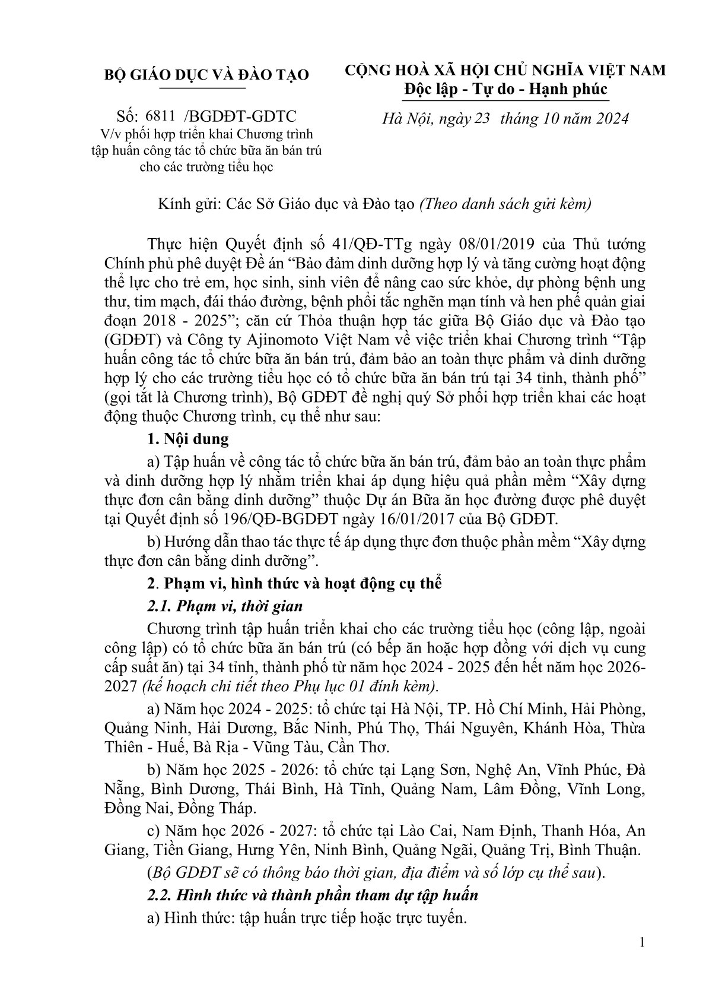 BỘ GIÁO DỤC VÀ ĐÀO TẠO
CỘNG HOÀ XÃ HỘI CHỦ NGHĨA VIỆT NAM
Độc lập - Tự do - Hạnh phúc
Số: 6811 /BGDĐT-GDTC
V/v phối hợp triển khai Chương trình
tập huấn công tác tổ chức bữa ăn bán trú
cho các trường tiểu học
Hà Nội, ngày 23 tháng 10 năm 2024
Kính gửi: Các Sở Giáo dục và Đào tạo (Theo danh sách gửi kèm)
Thực hiện Quyết định số 41/QĐ-TTg ngày 08/01/2019 của Thủ tướng
Chính phủ phê duyệt Đề án “Bảo đảm dinh dưỡng hợp lý và tăng cường hoạt động
thể lực cho trẻ em, học sinh, sinh viên để nâng cao sức khỏe, dự phòng bệnh ung
thư, tim mạch, đái tháo đường, bệnh phổi tắc nghẽn mạn tính và hen phế quản giai
đoạn 2018 - 2025”; căn cứ Thỏa thuận hợp tác giữa Bộ Giáo dục và Đào tạo
(GDĐT) và Công ty Ajinomoto Việt Nam về việc triển khai Chương trình “Tập
huấn công tác tổ chức bữa ăn bán trú, đảm bảo an toàn thực phẩm và dinh dưỡng
hợp lý cho các trường tiểu học có tổ chức bữa ăn bán trú tại 34 tỉnh, thành phố”
(gọi tắt là Chương trình), Bộ GDĐT đề nghị quý Sở phối hợp triển khai các hoạt
động thuộc Chương trình, cụ thể như sau:
1. Nội dung
a) Tập huấn về công tác tổ chức bữa ăn bán trú, đảm bảo an toàn thực phẩm
và dinh dưỡng hợp lý nhằm triển khai áp dụng hiệu quả phần mềm “Xây dựng
thực đơn cân bằng dinh dưỡng” thuộc Dự án Bữa ăn học đường được phê duyệt
tại Quyết định số 196/QĐ-BGDĐT ngày 16/01/2017 của Bộ GDĐT.
b) Hướng dẫn thao tác thực tế áp dụng thực đơn thuộc phần mềm “Xây dựng
thực đơn cân bằng dinh dưỡng”.
2. Phạm vi, hình thức và hoạt động cụ thể
2.1. Phạm vi, thời gian
Chương trình tập huấn triển khai cho các trường tiểu học (công lập, ngoài
công lập) có tổ chức bữa ăn bán trú (có bếp ăn hoặc hợp đồng với dịch vụ cung
cấp suất ăn) tại 34 tỉnh, thành phố từ năm học 2024 - 2025 đến hết năm học 2026-
2027 (kế hoạch chi tiết theo Phụ lục 01 đính kèm).
a) Năm học 2024 - 2025: tổ chức tại Hà Nội, TP. Hồ Chí Minh, Hải Phòng,
Quảng Ninh, Hải Dương, Bắc Ninh, Phú Thọ, Thái Nguyên, Khánh Hòa, Thừa
Thiên - Huế, Bà Rịa - Vũng Tàu, Cần Thơ.
b) Năm học 2025 - 2026: tổ chức tại Lạng Sơn, Nghệ An, Vĩnh Phúc, Đà
Nẵng, Bình Dương, Thái Bình, Hà Tĩnh, Quảng Nam, Lâm Đồng, Vĩnh Long,
Đồng Nai, Đồng Tháp.
c) Năm học 2026 - 2027: tổ chức tại Lào Cai, Nam Định, Thanh Hóa, An
Giang, Tiền Giang, Hưng Yên, Ninh Bình, Quảng Ngãi, Quảng Trị, Bình Thuận.
(Bộ GDĐT sẽ có thông báo thời gian, địa điểm và số lớp cụ thể sau).
2.2. Hình thức và thành phần tham dự tập huấn
a) Hình thức: tập huấn trực tiếp hoặc trực tuyến.
1